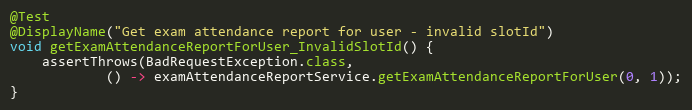 @Test
@DisplayName("Get exam attendance report for user - invalid slotId")
void getExamAttendanceReportForUser_InvalidSlotId() {
    assertThrows(BadRequestException.class,
            () -> examAttendanceReportService.getExamAttendanceReportForUser(0, 1));
}